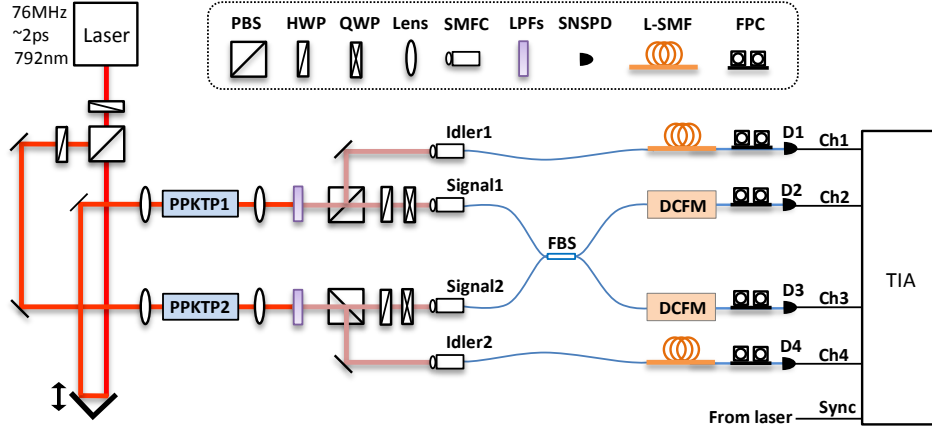 76MHz
~2ps
792nm
Laser
PBS HWP QWP Lens SMFC LPFs SNSPD L-SMF FPC
Idler1
D1
Ch1
PPKTP1
Signal1
DCFM
D2
Ch2
FBS
TIA
PPKTP2
Signal2
DCFM
D3
Ch3
Idler2
D4
Ch4
From laser
Sync